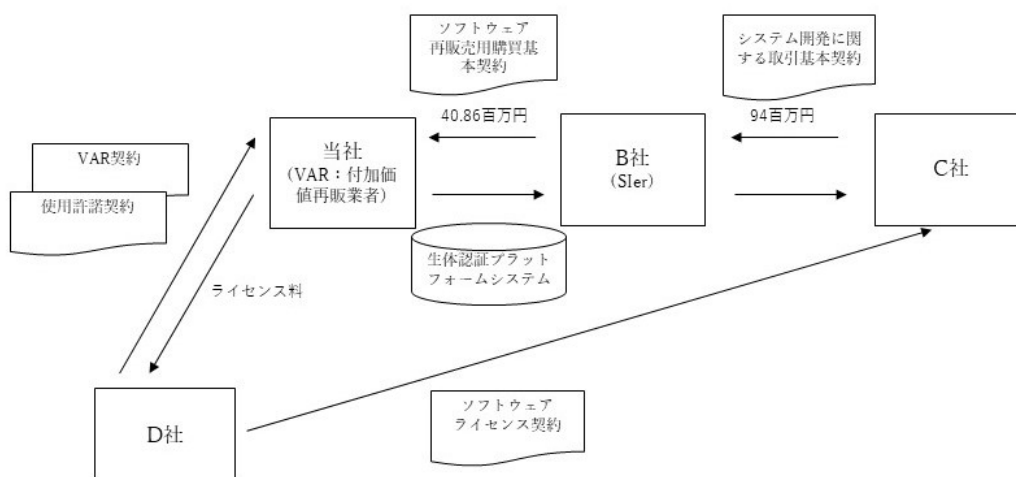 ソフトウェア
再販売用購買基
本契約
システム開発に関
する取引基本契約
40.86百万円
94百万円
VAR契約
使用許諾契約
当社
(VAR：付加価
値再販業者)
B社
(SIer)
C社
生体認証プラット
フォームシステム
ライセンス料
D社
ソフトウェア
ライセンス契約